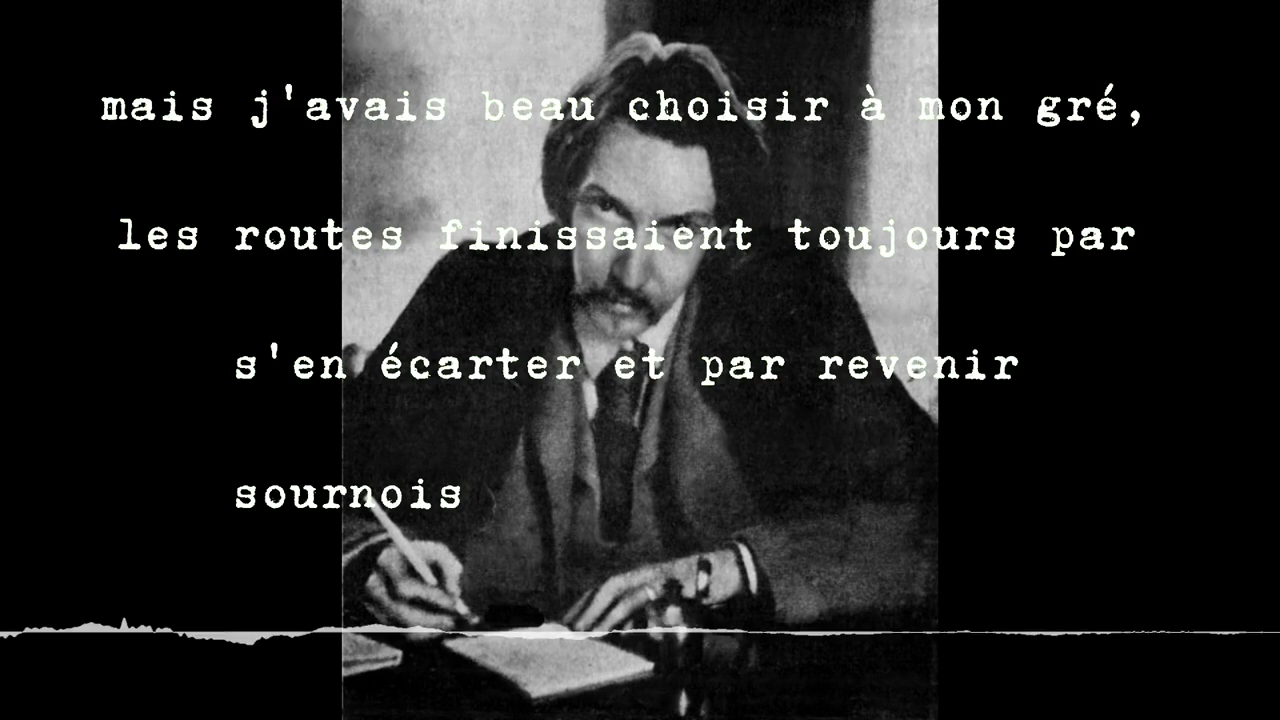 mais j'avais beau choisir à mon gré,
les routes finissaient toujours par
s'en écarter et par revenir
sournois